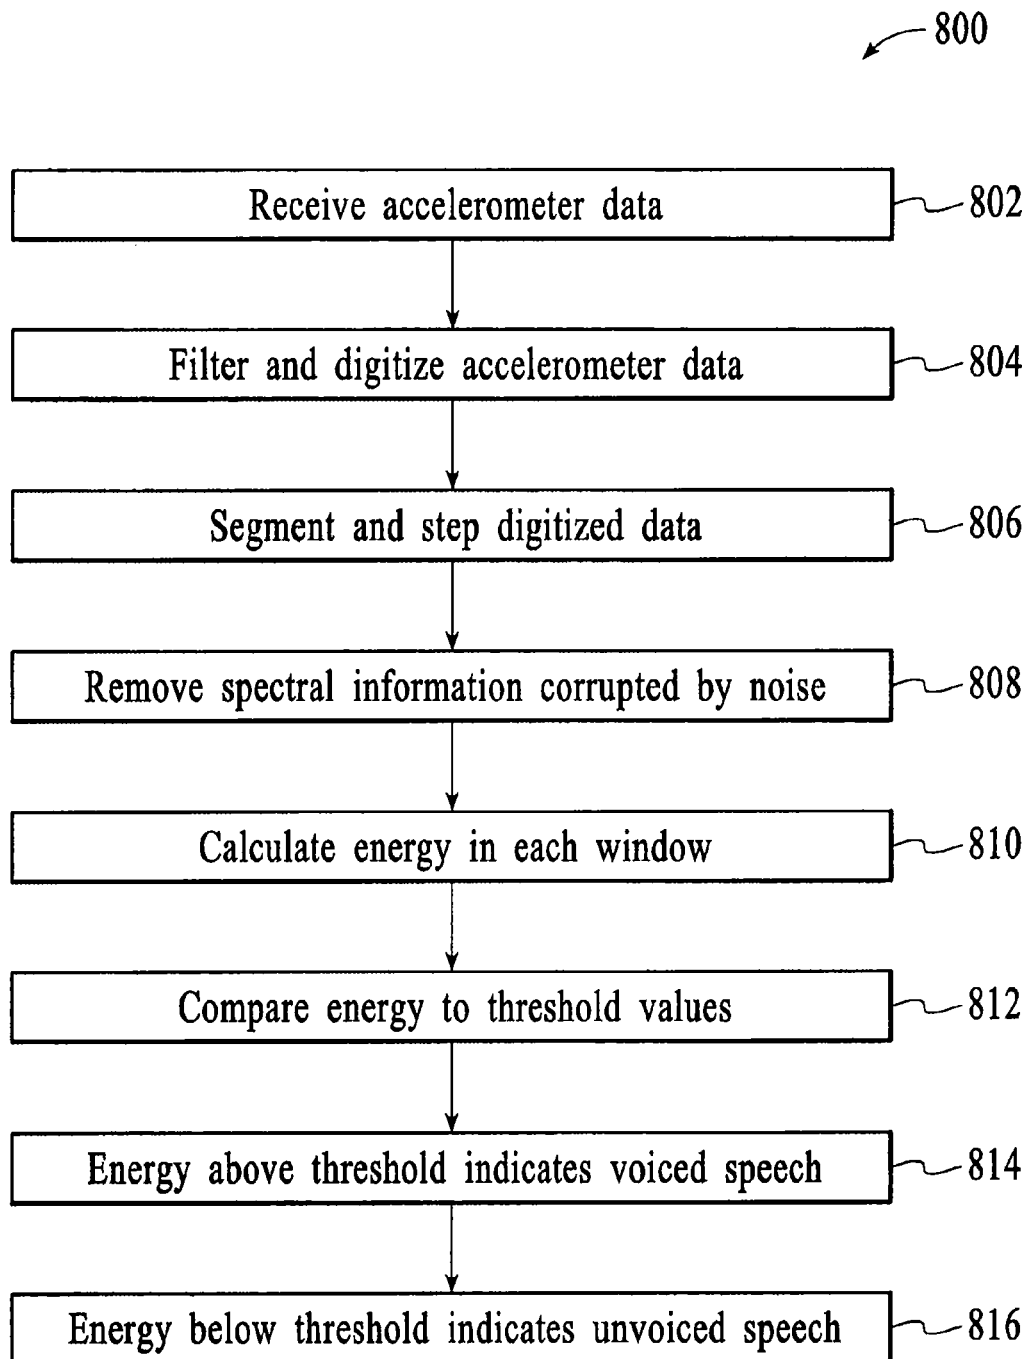 800
Receive accelerometer data 802
Filter and digitize accelerometer data 804
Segment and step digitized data 806
Remove spectral information corrupted by noise 808
Calculate energy in each window 810
Compare energy to threshold values 812
Energy above threshold indicates voiced speech 814
Energy below threshold indicates unvoiced speech 816